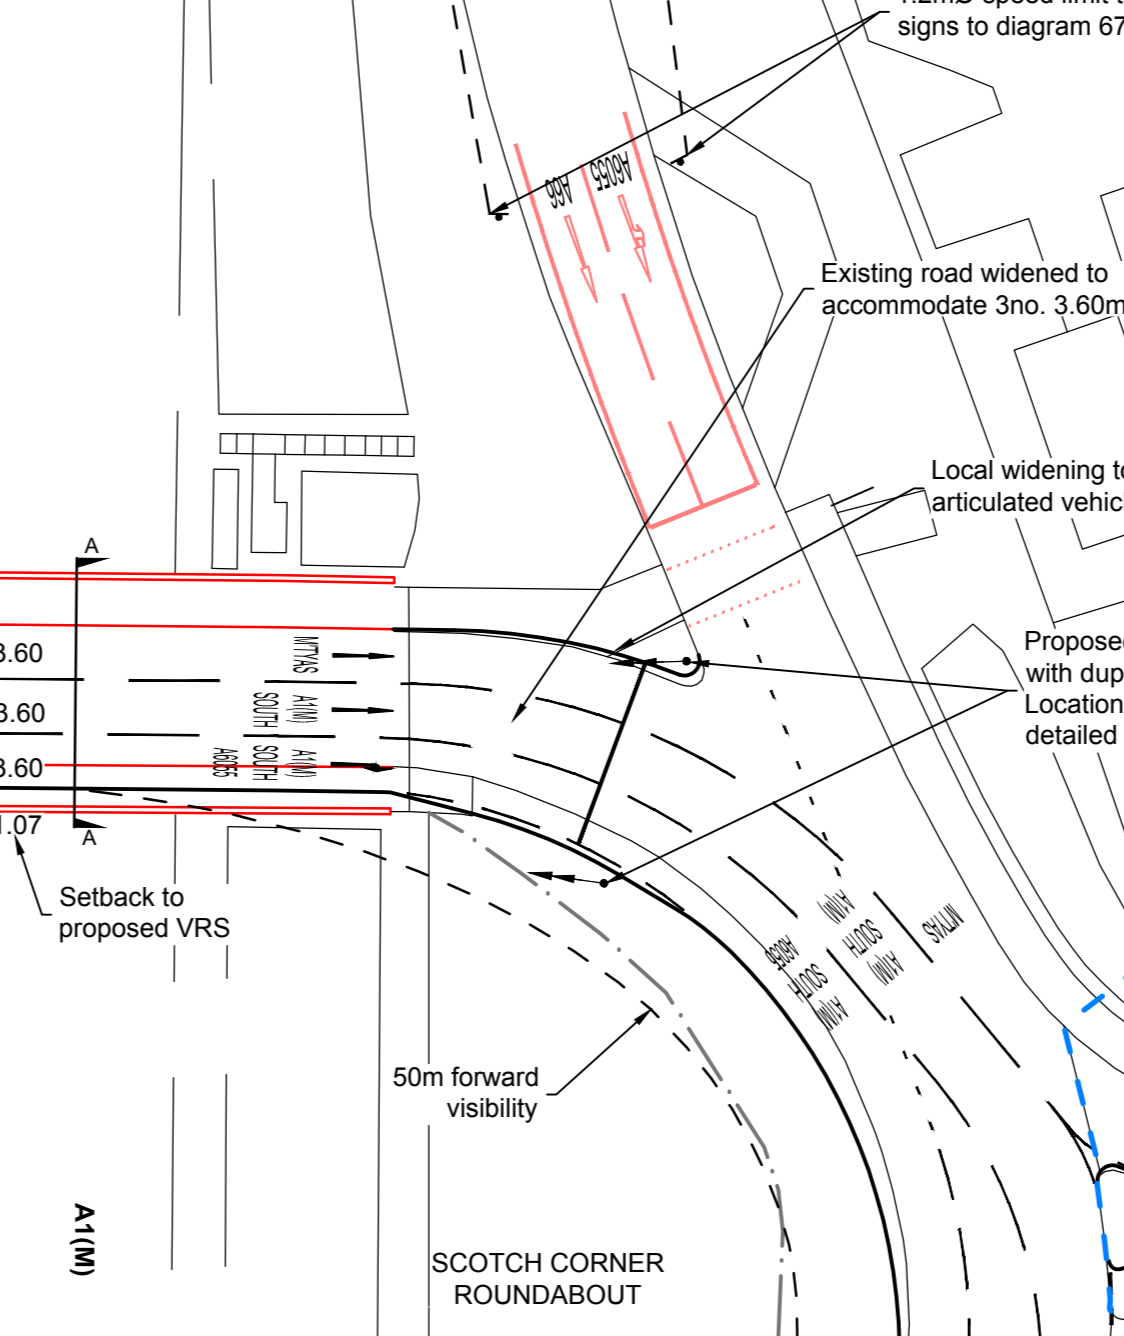 signs to diagram 67
A66
A6055
Existing road widened to
accommodate 3no. 3.60m
Local widening to
articulated vehicl
A
3.60
3.60
3.60
1.07
A
MTYAS
A1(M)
SOUTH
A1(M)
SOUTH
A6055
Proposed
with dup
Location
detailed
Setback to
proposed VRS
MTYAS
A1(M)
SOUTH
A1(M)
A6055
SOUTH
A1(M)
50m forward
visibility
A1(M)
SCOTCH CORNER
ROUNDABOUT